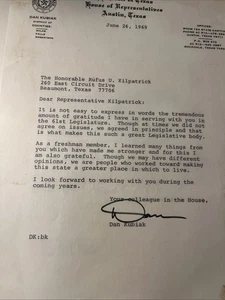 DAN KUBIAK
House of Representatives
Austin, Texas
June 24, 1969
The Honorable Rufus U. Kilpatrick
240 East Circuit Drive
Beaumont, Texas 77706
Dear Representative Kilpatrick:
It is not easy to express in words the tremendous
amount of gratitude I have in serving with you in
the 61st Legislature. Though at times we did not
agree on issues, we agreed in principle and that
is what makes this such a great Legislative body.
As a freshman member, I learned many things from
you which have made me stronger and for this I
am also grateful. Though we may have different
opinions, we are people who worked toward making
this state a greater place in which to live.
I look forward to working with you during the
coming years.
Your colleague in the House,
Dan
Dan Kubiak
DK:bk